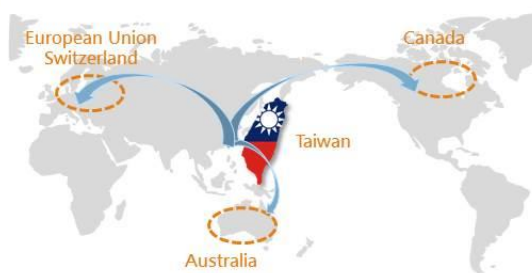 European Union
Switzerland
Canada
Taiwan
Australia